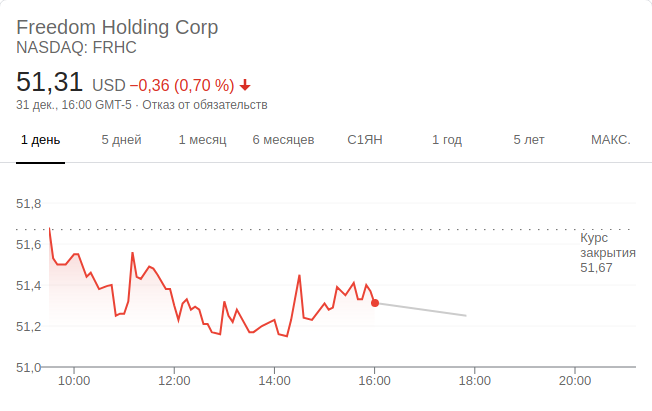 Freedom Holding Corp
NASDAQ: FRHC
51,31 USD −0,36 (0,70 %)
31 дек., 16:00 GMT-5 · Отказ от обязательств
1 день 5 дней 1 месяц 6 месяцев С1ЯН 1 год 5 лет МАКС.
51,8
51,6
51,4
51,2
51,0
Курс
закрытия
51,67
10:00 12:00 14:00 16:00 18:00 20:00